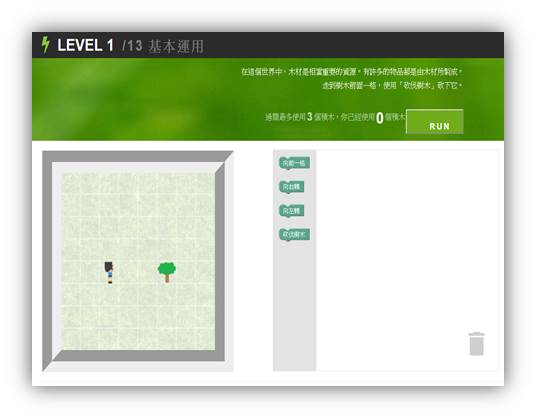 LEVEL 1 /13 基本運用
在這個世界中，木材是相當重要的資源。有許多的物品都是由木材所製成。
走到樹木前面一格，使用「砍伐樹木」砍下它。
過關最多使用3個積木，你已經使用0個積木
RUN
向前一格
向右轉
向左轉
砍伐樹木